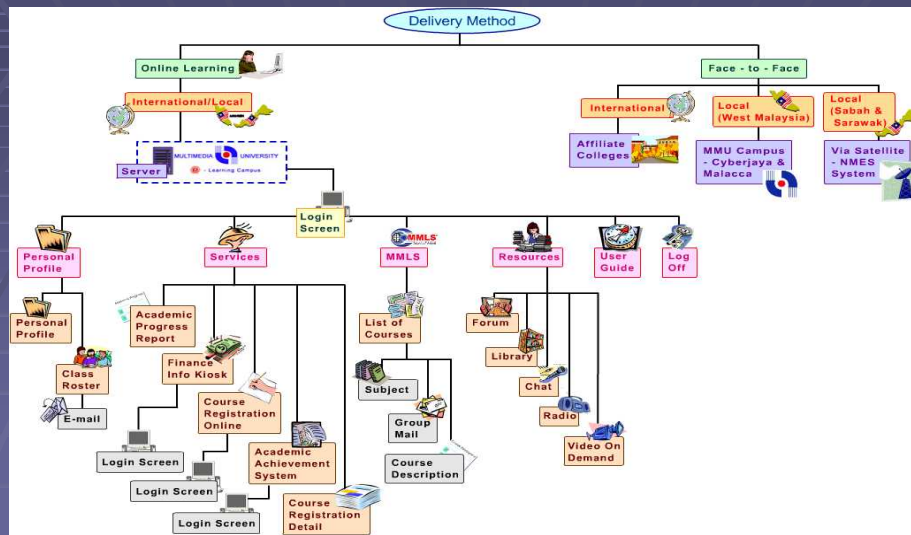 Delivery Method
Online Learning
Face - to - Face
International/Local
International
Local
(West Malaysia)
Local
(Sabah &
Sarawak)
Server
MULTIMEDIA UNIVERSITY
@ - Learning Campus
Affiliate
Colleges
MMU Campus
- Cyberjaya &
Malacca
Via Satellite
- NMES
System
Login
Screen
Personal
Profile
Services
MMLS
MMLS
Resources
User
Guide
Log
Off
Personal
Profile
Class
Roster
E-mail
Academic
Progress
Report
Finance
Info Kiosk
Course
Registration
Online
Academic
Achievement
System
Course
Registration
Detail
Login Screen
Login Screen
Login Screen
List of
Courses
Subject
Group
Mail
Course
Description
Forum
Library
Chat
Radio
Video On
Demand